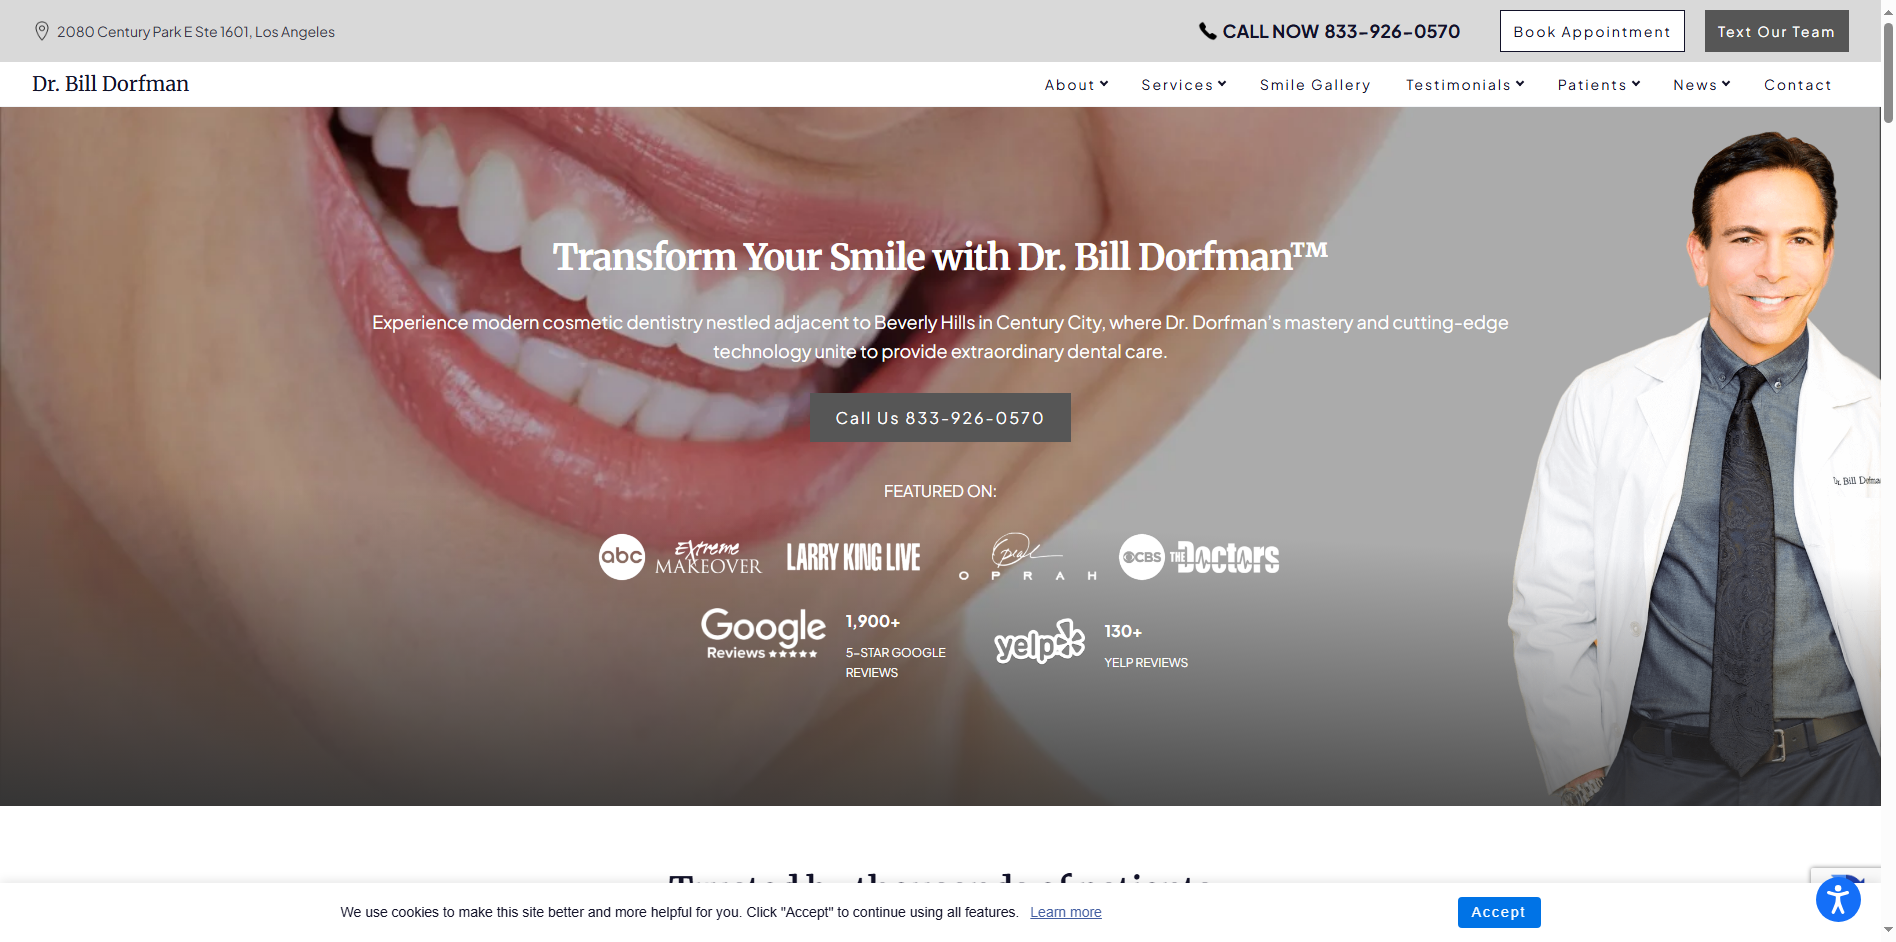 2080 Century Park E Ste 1601, Los Angeles
CALL NOW 833-926-0570
Book Appointment
Text Our Team
Dr. Bill Dorfman
About
Services
Smile Gallery
Testimonials
Patients
News
Contact
Transform Your Smile with Dr. Bill Dorfman™
Experience modern cosmetic dentistry nestled adjacent to Beverly Hills in Century City, where Dr. Dorfman's mastery and cutting-edge
technology unite to provide extraordinary dental care.
Call Us 833-926-0570
Dr. Bill
FEATURED ON:
abc
EXtreme
MAKEOVER
LARRY KING LIVE
Oprah
OPRAH
CBS
THE Doctors
Google
Reviews
1,900+
5-STAR GOOGLE
REVIEWS
yelp
130+
YELP REVIEWS
Trusted by thousands of patients
We use cookies to make this site better and more helpful for you. Click "Accept" to continue using all features. Learn more
Accept